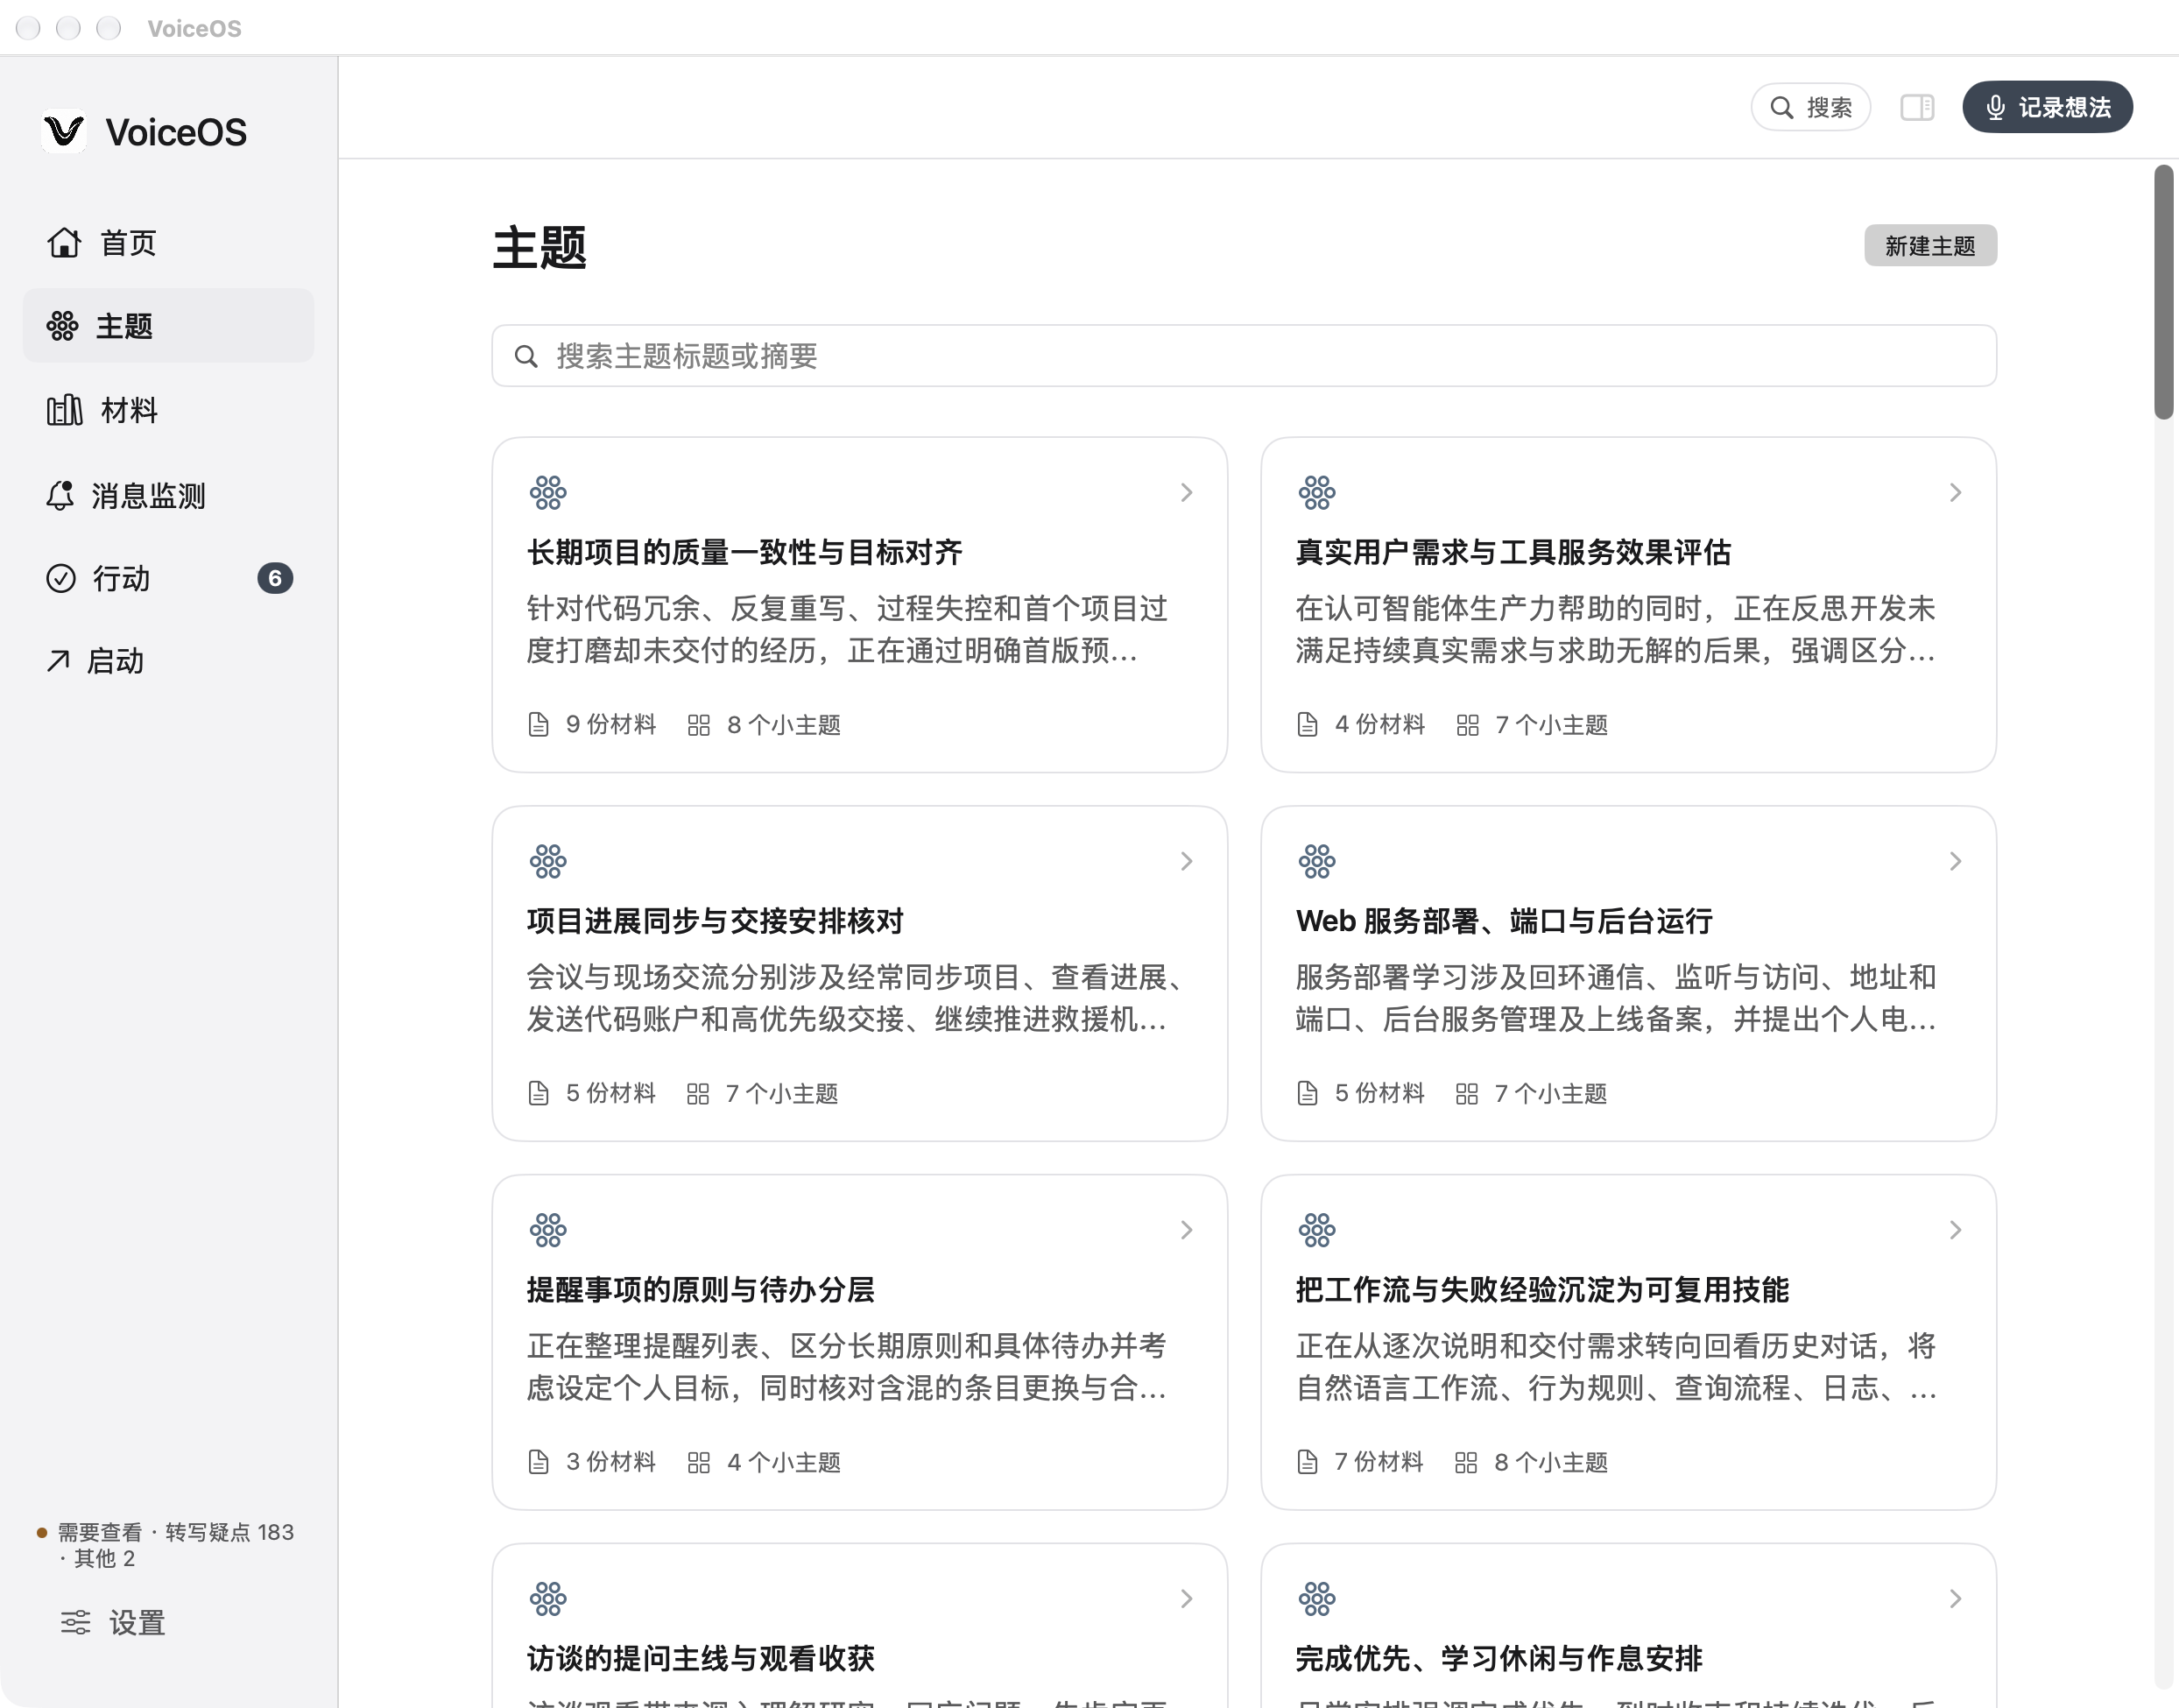 VoiceOS
VoiceOS
首页
主题
材料
消息监测
行动
6
启动
需要查看 · 转写疑点 183
· 其他 2
设置
搜索
记录想法
主题
新建主题
搜索主题标题或摘要
长期项目的质量一致性与目标对齐
针对代码冗余、反复重写、过程失控和首个项目过
度打磨却未交付的经历，正在通过明确首版预…
9 份材料
8 个小主题
真实用户需求与工具服务效果评估
在认可智能体生产力帮助的同时，正在反思开发未
满足持续真实需求与求助无解的后果，强调区分…
4 份材料
7 个小主题
项目进展同步与交接安排核对
会议与现场交流分别涉及经常同步项目、查看进展、
发送代码账户和高优先级交接、继续推进救援机…
5 份材料
7 个小主题
Web 服务部署、端口与后台运行
服务部署学习涉及回环通信、监听与访问、地址和
端口、后台服务管理及上线备案，并提出个人电…
5 份材料
7 个小主题
提醒事项的原则与待办分层
正在整理提醒列表、区分长期原则和具体待办并考
虑设定个人目标，同时核对含混的条目更换与合…
3 份材料
4 个小主题
把工作流与失败经验沉淀为可复用技能
正在从逐次说明和交付需求转向回看历史对话，将
自然语言工作流、行为规则、查询流程、日志、…
7 份材料
8 个小主题
访谈的提问主线与观看收获
完成优先、学习休闲与作息安排